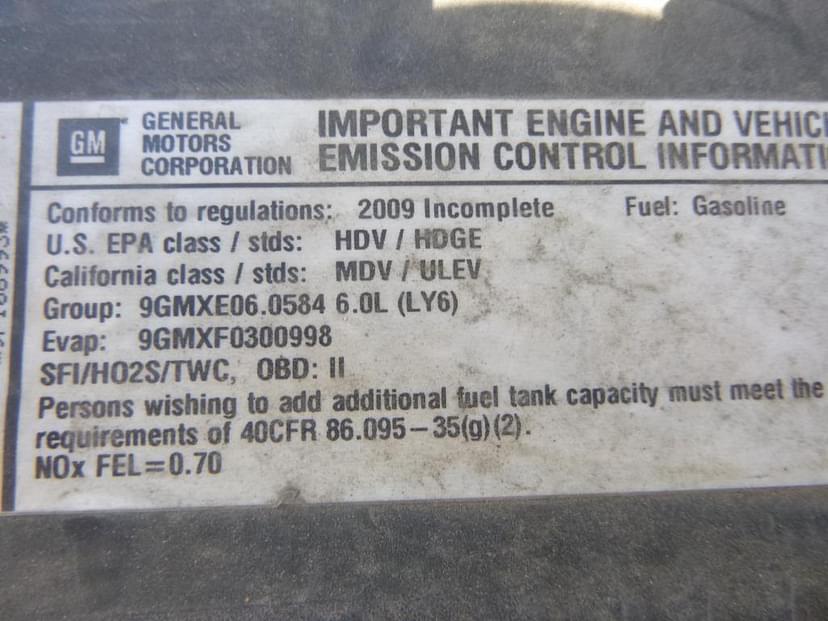 GM
GENERAL
MOTORS
CORPORATION
IMPORTANT ENGINE AND VEHIC
EMISSION CONTROL INFORMATI
Conforms to regulations: 2009 Incomplete Fuel: Gasoline
U.S. EPA class / stds: HDV / HDGE
California class / stds: MDV / ULEV
Group: 9GMXE06.0584 6.0L (LY6)
Evap: 9GMXF0300998
SFI/HO2S/TWC, OBD: II
Persons wishing to add additional fuel tank capacity must meet the
requirements of 40CFR 86.095–35(g)(2).
NOx FEL=0.70